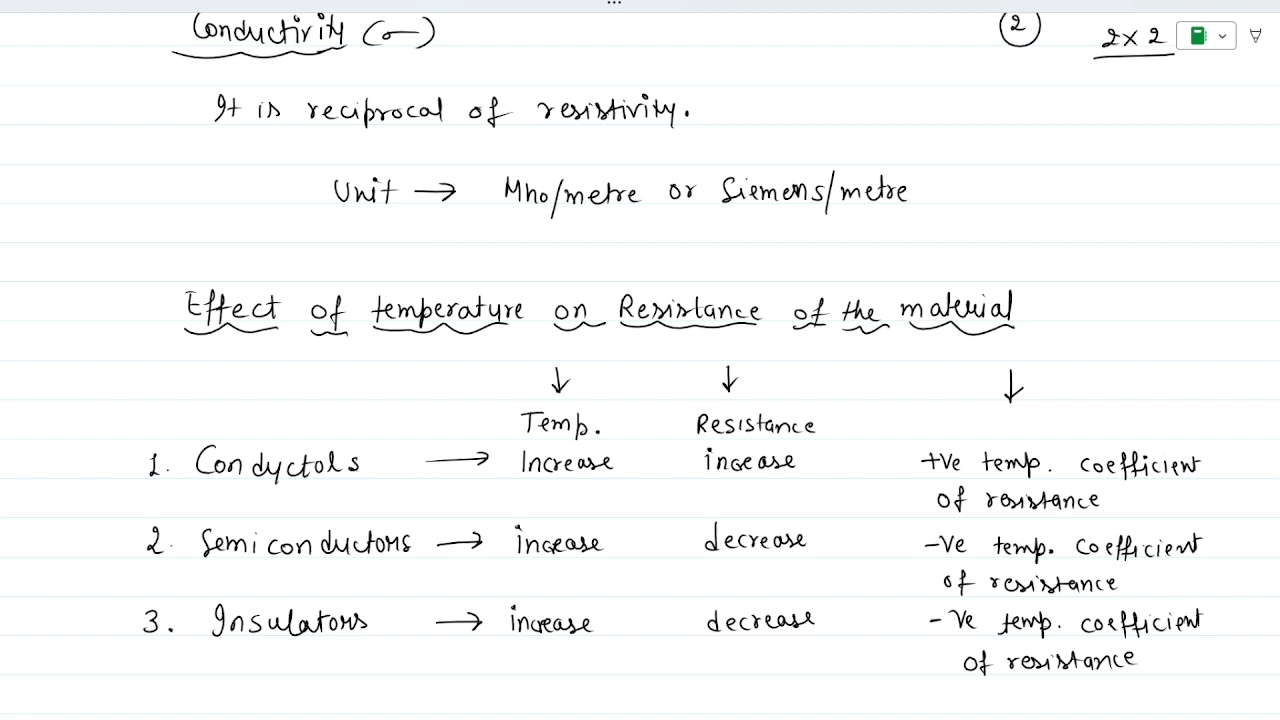 Conductivity (σ)
2
2×2
It is reciprocal of resistivity.
Unit → Mho/metre or Siemens/metre
Effect of temperature on Resistance of the material
↓ ↓ ↓
Temp. Resistance
1. Conductors → Increase increase +ve temp. coefficient
of resistance
2. Semiconductors → increase decrease -ve temp. coefficient
of resistance
3. Insulators → increase decrease -ve temp. coefficient
of resistance